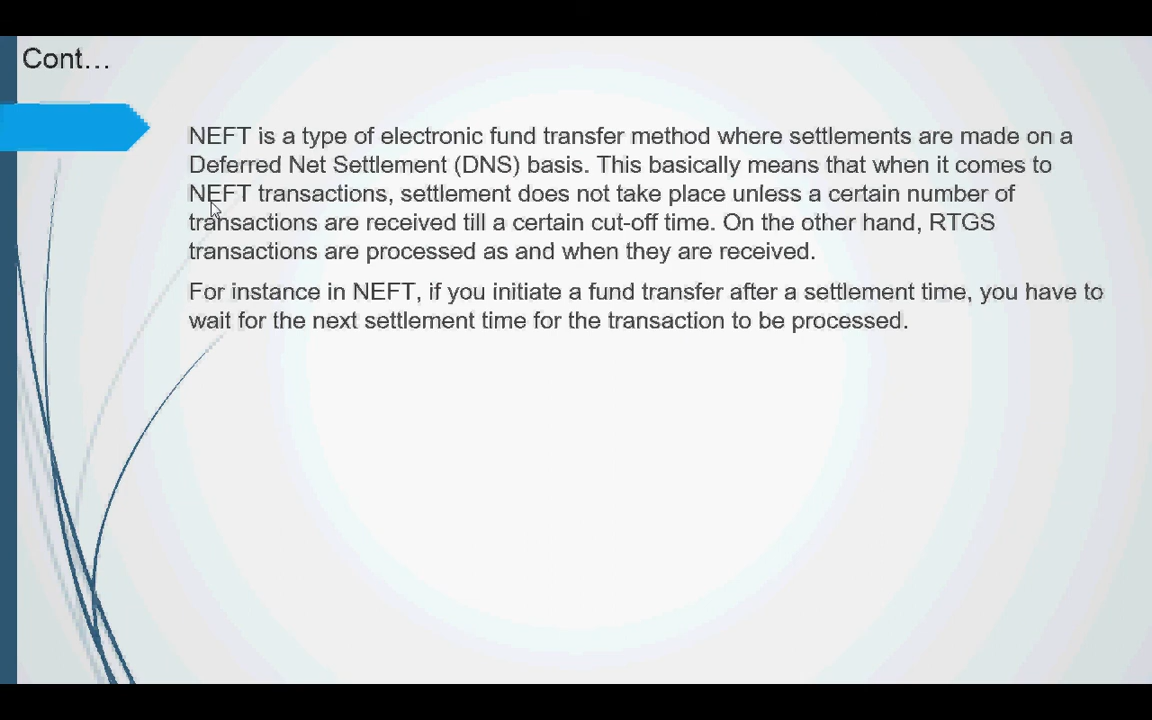 Cont...
NEFT is a type of electronic fund transfer method where settlements are made on a
Deferred Net Settlement (DNS) basis. This basically means that when it comes to
NEFT transactions, settlement does not take place unless a certain number of
transactions are received till a certain cut-off time. On the other hand, RTGS
transactions are processed as and when they are received.
For instance in NEFT, if you initiate a fund transfer after a settlement time, you have to
wait for the next settlement time for the transaction to be processed.